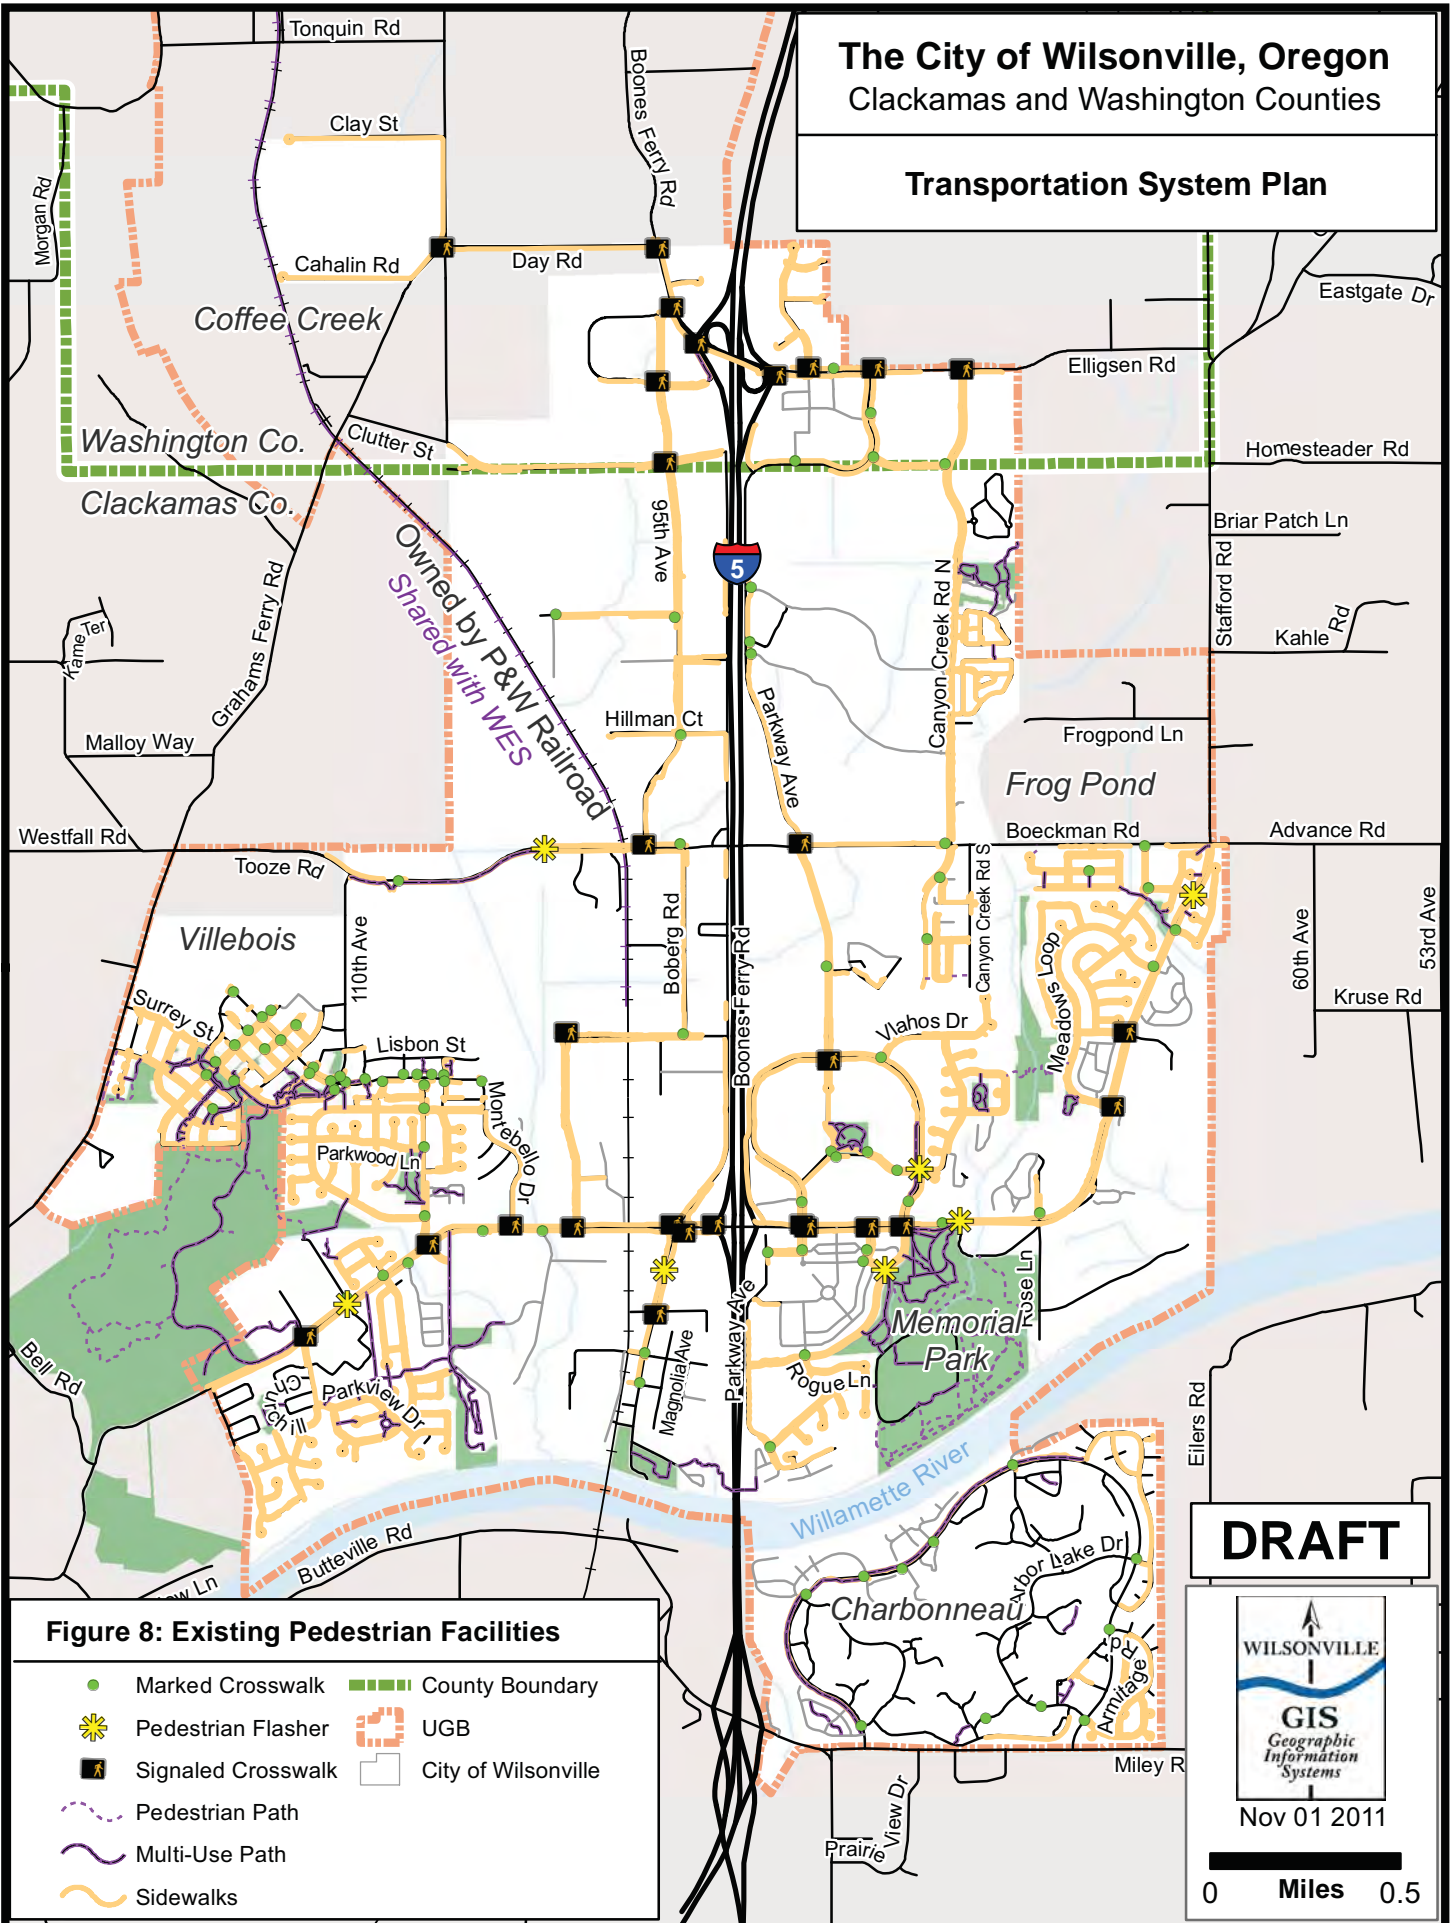 The City of Wilsonville, Oregon
Clackamas and Washington Counties
Transportation System Plan
Tonquin Rd
Boones Ferry Rd
Clay St
Morgan Rd
Cahalin Rd
Day Rd
Eastgate Dr
Coffee Creek
Elligsen Rd
Washington Co.
Clutter St
Homesteader Rd
Clackamas Co.
95th Ave
Briar Patch Ln
Owned by P&W Railroad
Shared with WES
5
Canyon Creek Rd N
Stafford Rd
Grahams Ferry Rd
Kame Ter
Kahle Rd
Hillman Ct
Parkway Ave
Malloy Way
Frogpond Ln
Frog Pond
Westfall Rd
Tooze Rd
Boeckman Rd
Advance Rd
Canyon Creek Rd S
Villebois
110th Ave
Boberg Rd
Boones Ferry Rd
Meadows Loop
60th Ave
53rd Ave
Kruse Rd
Surrey St
Lisbon St
Vlahos Dr
Montebello Dr
Parkwood Ln
Rose Ln
Memorial
Park
Bell Rd
Churchill
Parkview Dr
Magnolia Ave
Parkway Ave
Rogue Ln
Eilers Rd
Willamette River
Butteville Rd
ew Ln
Arbor Lake Dr
Charbonneau
Armitage Rd
Miley R
Prairie View Dr
DRAFT
Figure 8: Existing Pedestrian Facilities
Marked Crosswalk
County Boundary
Pedestrian Flasher
UGB
Signaled Crosswalk
City of Wilsonville
Pedestrian Path
Multi-Use Path
Sidewalks
WILSONVILLE
GIS
Geographic
Information
Systems
Nov 01 2011
0 Miles 0.5